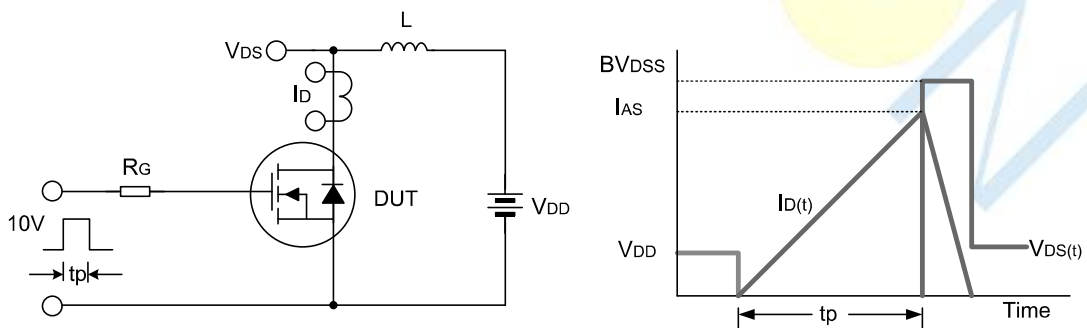 VDS
L
ID
RG
DUT
10V
VDD
tp
BVDSS
IAS
ID(t)
VDD
VDS(t)
tp
Time